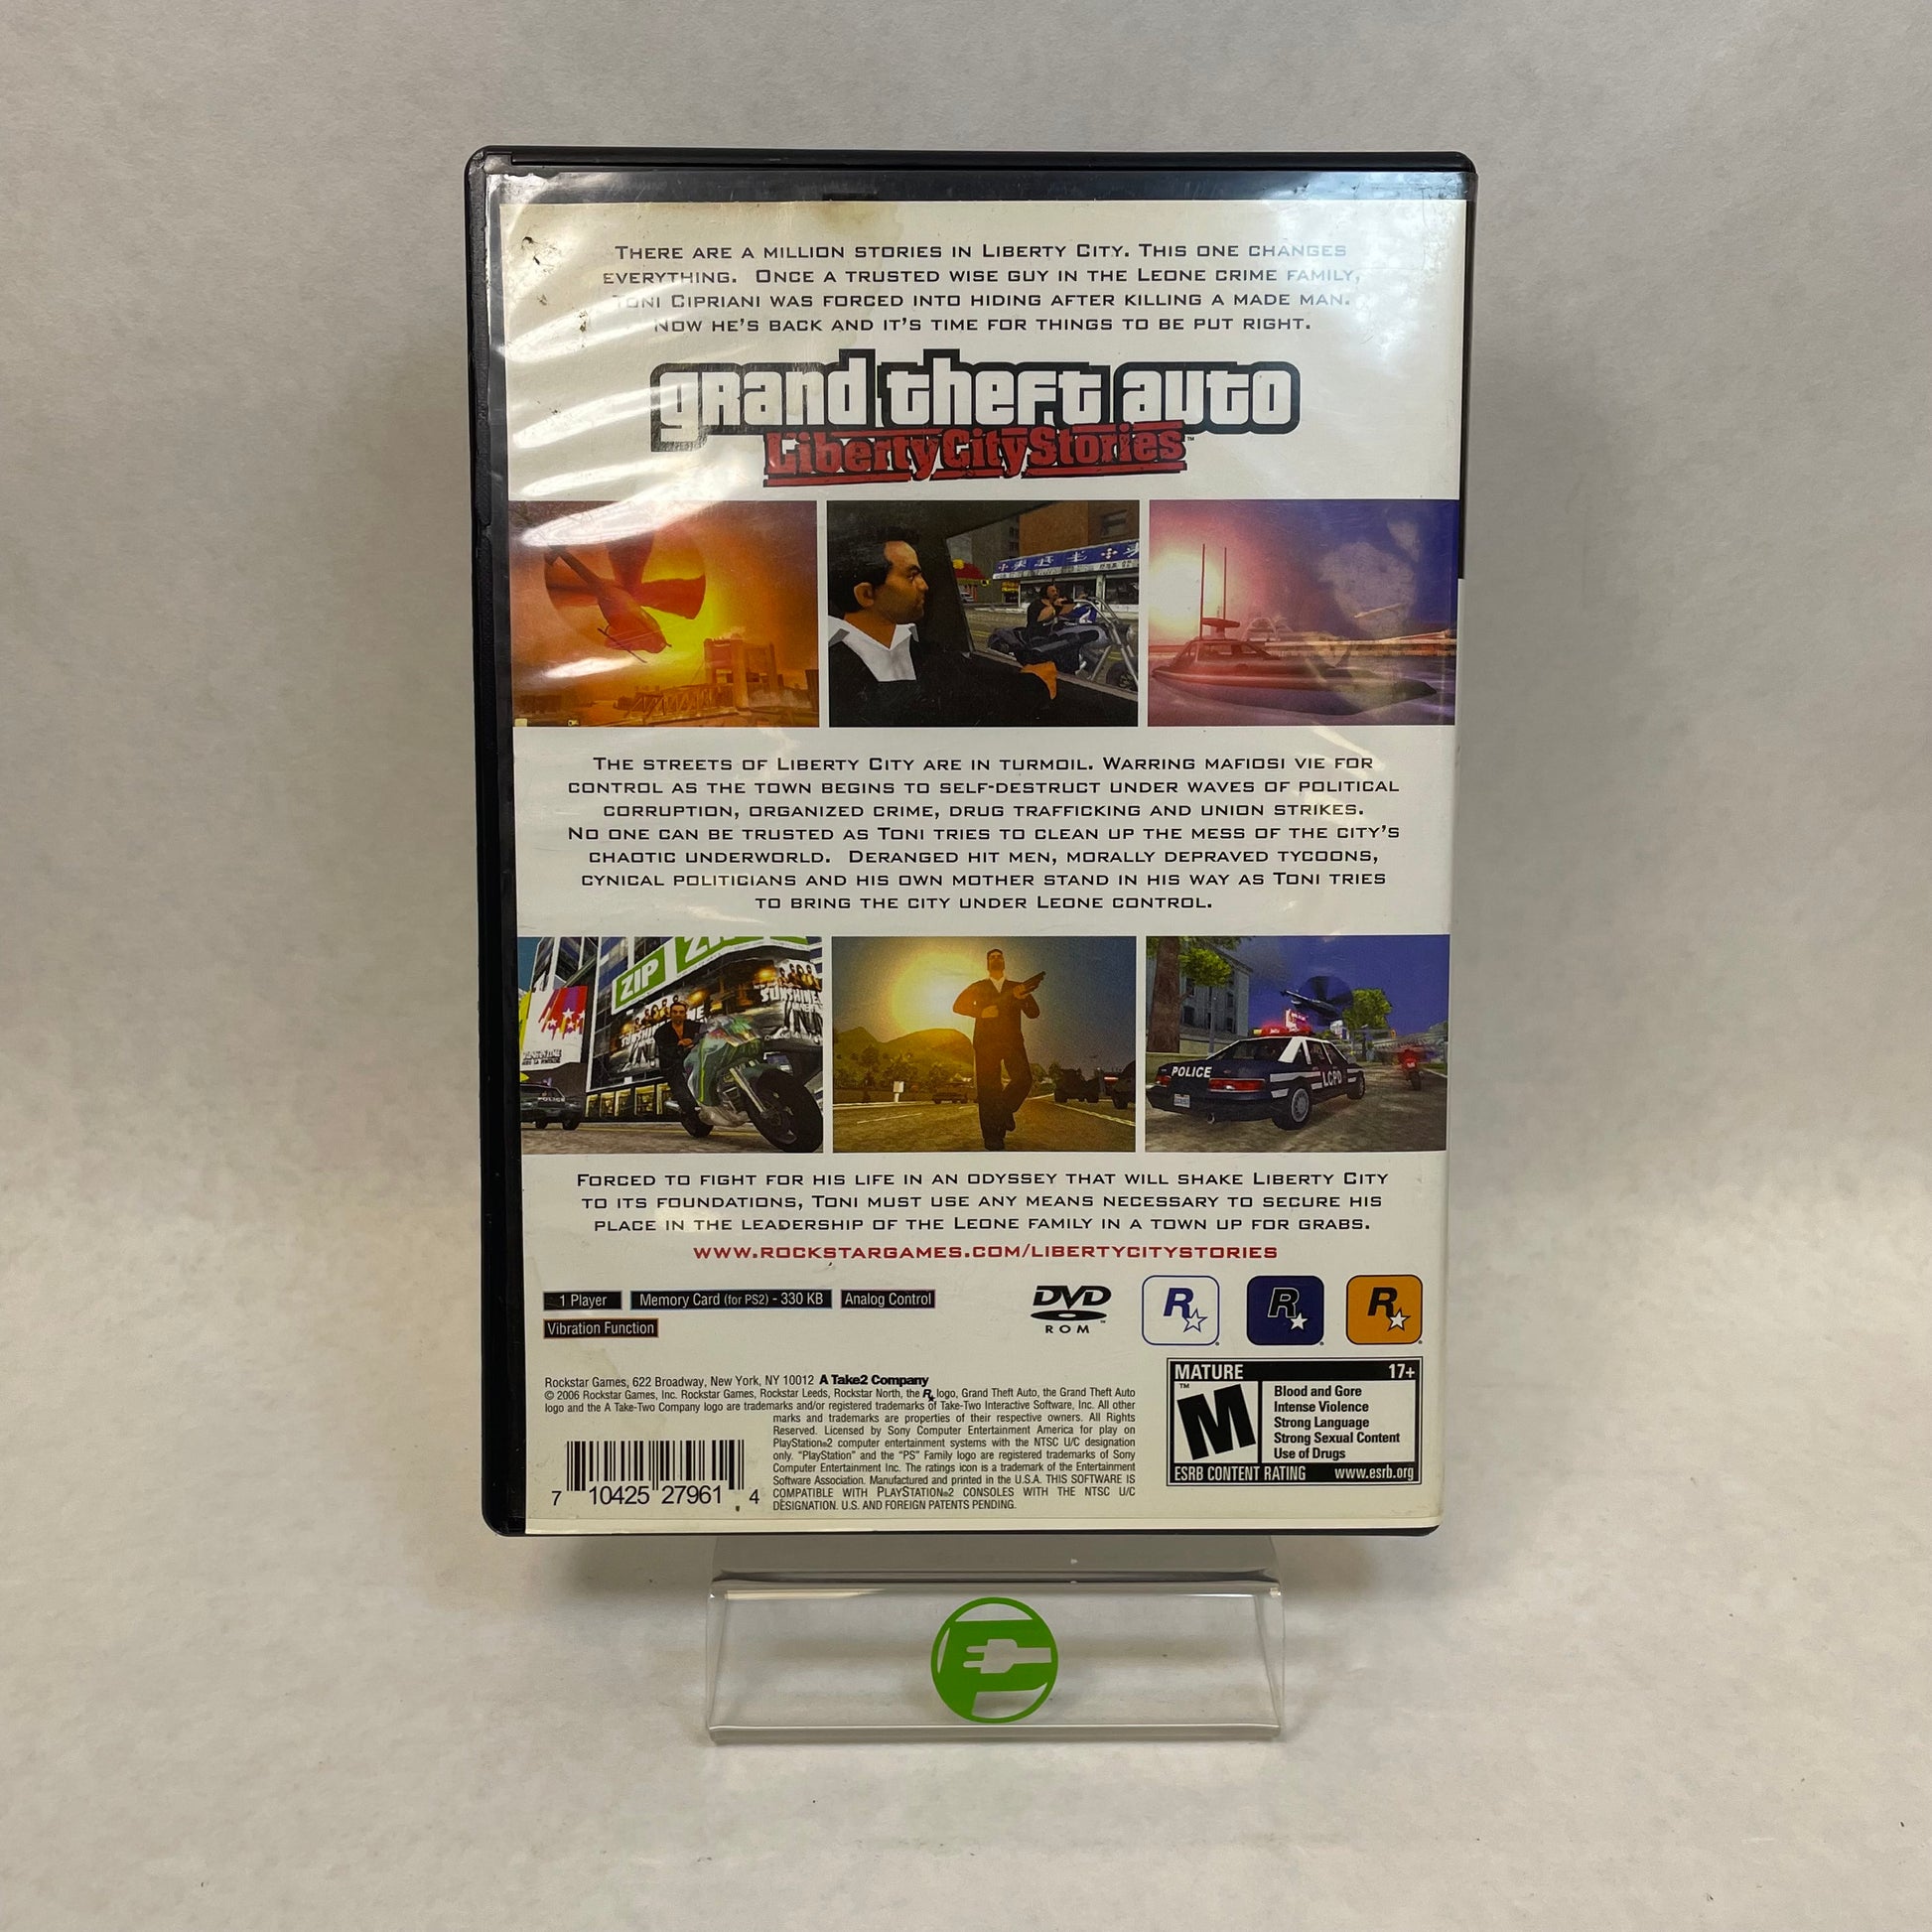 There are a million stories in Liberty City. This one changes
everything. Once a trusted wise guy in the Leone crime family,
Toni Cipriani was forced into hiding after killing a made man.
Now he's back and it's time for things to be put right.
grand theft auto
Liberty City Stories™
The streets of Liberty City are in turmoil. Warring mafiosi vie for
control as the town begins to self-destruct under waves of political
corruption, organized crime, drug trafficking and union strikes.
No one can be trusted as Toni tries to clean up the mess of the city's
chaotic underworld. Deranged hit men, morally depraved tycoons,
cynical politicians and his own mother stand in his way as Toni tries
to bring the city under Leone control.
ZIP
POLICE
POLICE
LCPD
Forced to fight for his life in an odyssey that will shake Liberty City
to its foundations, Toni must use any means necessary to secure his
place in the leadership of the Leone family in a town up for grabs.
www.rockstargames.com/libertycitystories
1 Player
Memory Card (for PS2) - 330 KB
Analog Control
Vibration Function
DVD
ROM
R
R
R
Rockstar Games, 622 Broadway, New York, NY 10012 A Take2 Company
© 2006 Rockstar Games, Inc. Rockstar Games, Rockstar Leeds, Rockstar North, the R logo, Grand Theft Auto, the Grand Theft Auto
logo and the A Take-Two Company logo are trademarks and/or registered trademarks of Take-Two Interactive Software, Inc. All other
marks and trademarks are properties of their respective owners. All Rights
Reserved. Licensed by Sony Computer Entertainment America for play on
PlayStation®2 computer entertainment systems with the NTSC U/C designation
only. "PlayStation" and the "PS" Family logo are registered trademarks of Sony
Computer Entertainment Inc. The ratings icon is a trademark of the Entertainment
Software Association. Manufactured and printed in the U.S.A. THIS SOFTWARE IS
COMPATIBLE WITH PLAYSTATION®2 CONSOLES WITH THE NTSC U/C
DESIGNATION. U.S. AND FOREIGN PATENTS PENDING.
7 10425 27961 4
MATURE 17+
M
Blood and Gore
Intense Violence
Strong Language
Strong Sexual Content
Use of Drugs
ESRB CONTENT RATING www.esrb.org